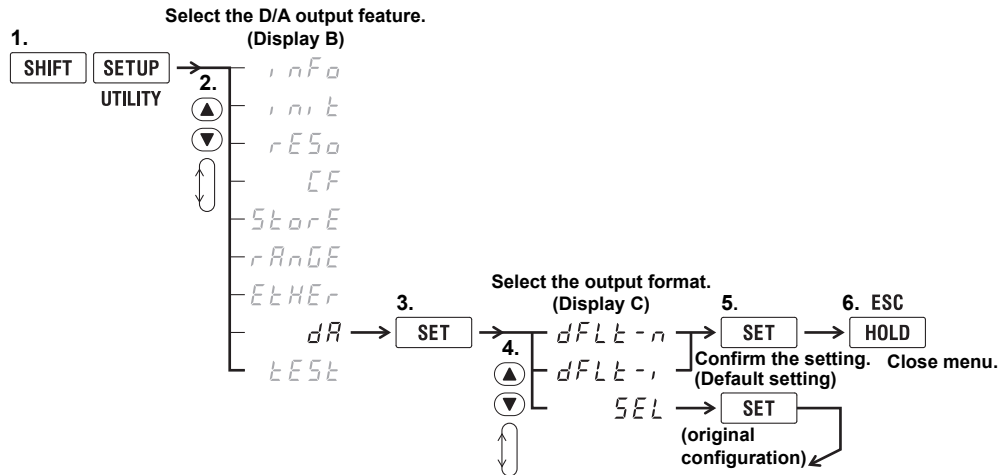 Select the D/A output feature.
(Display B)
1.
SHIFT SETUP
UTILITY
2.
inFo
init
rESo
CF
StorE
rAnGE
EtHEr
dA
tESt
3.
SET
Select the output format.
(Display C)
4.
dFLt-n
dFLt-i
SEL
5.
SET
Confirm the setting.
(Default setting)
6. ESC
HOLD
Close menu.
SET
(original
configuration)